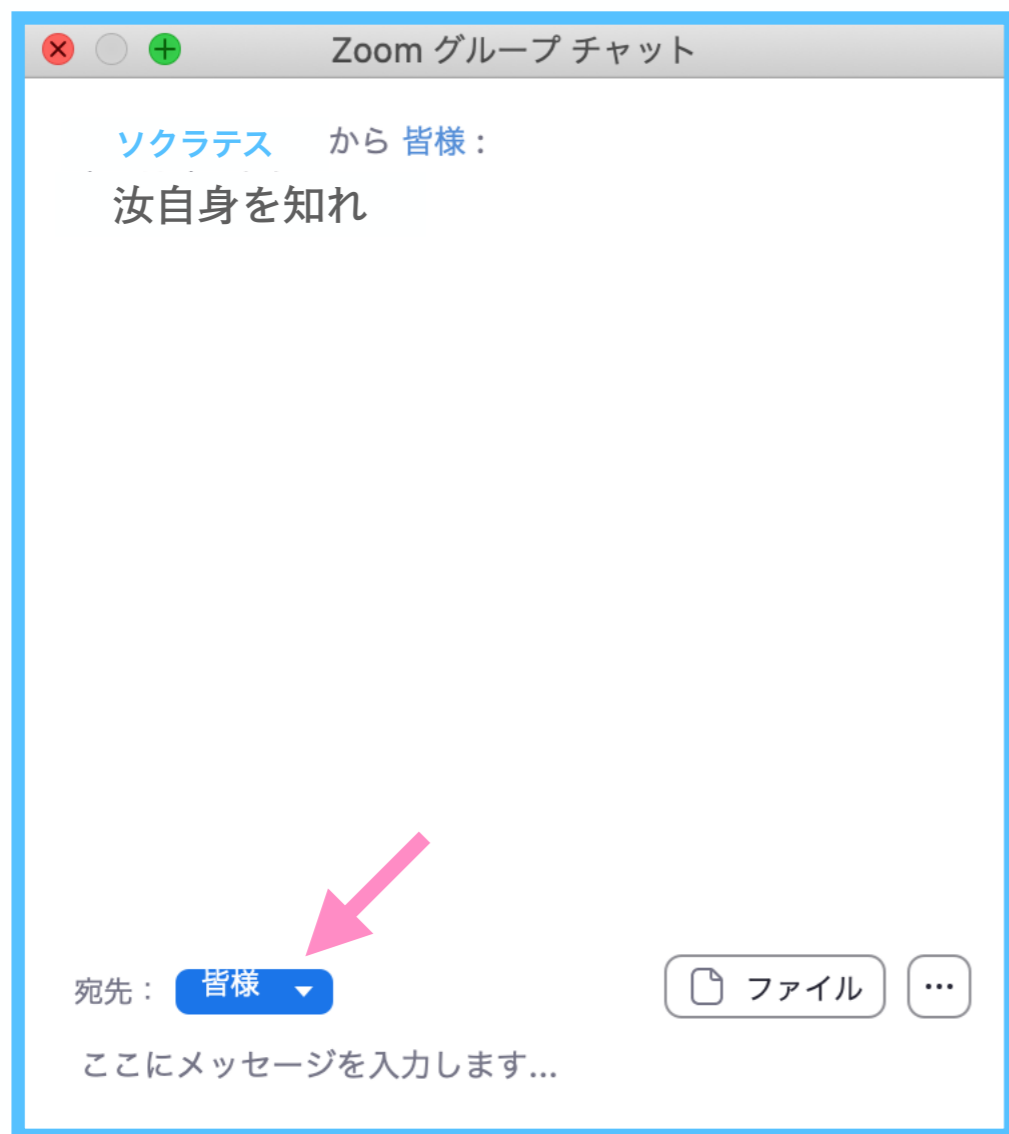 Zoom グループ チャット
ソクラテス から 皆様：
汝自身を知れ
宛先： 皆様 ファイル ...
ここにメッセージを入力します...